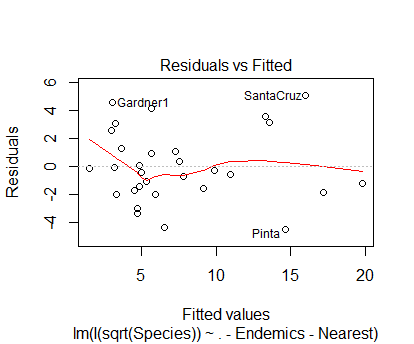 Residuals vs Fitted
Residuals
6
4
2
0
-2
-4
Gardner1
SantaCruz
Pinta
5
10
15
20
Fitted values
lm(I(sqrt(Species)) ~ . - Endemics - Nearest)